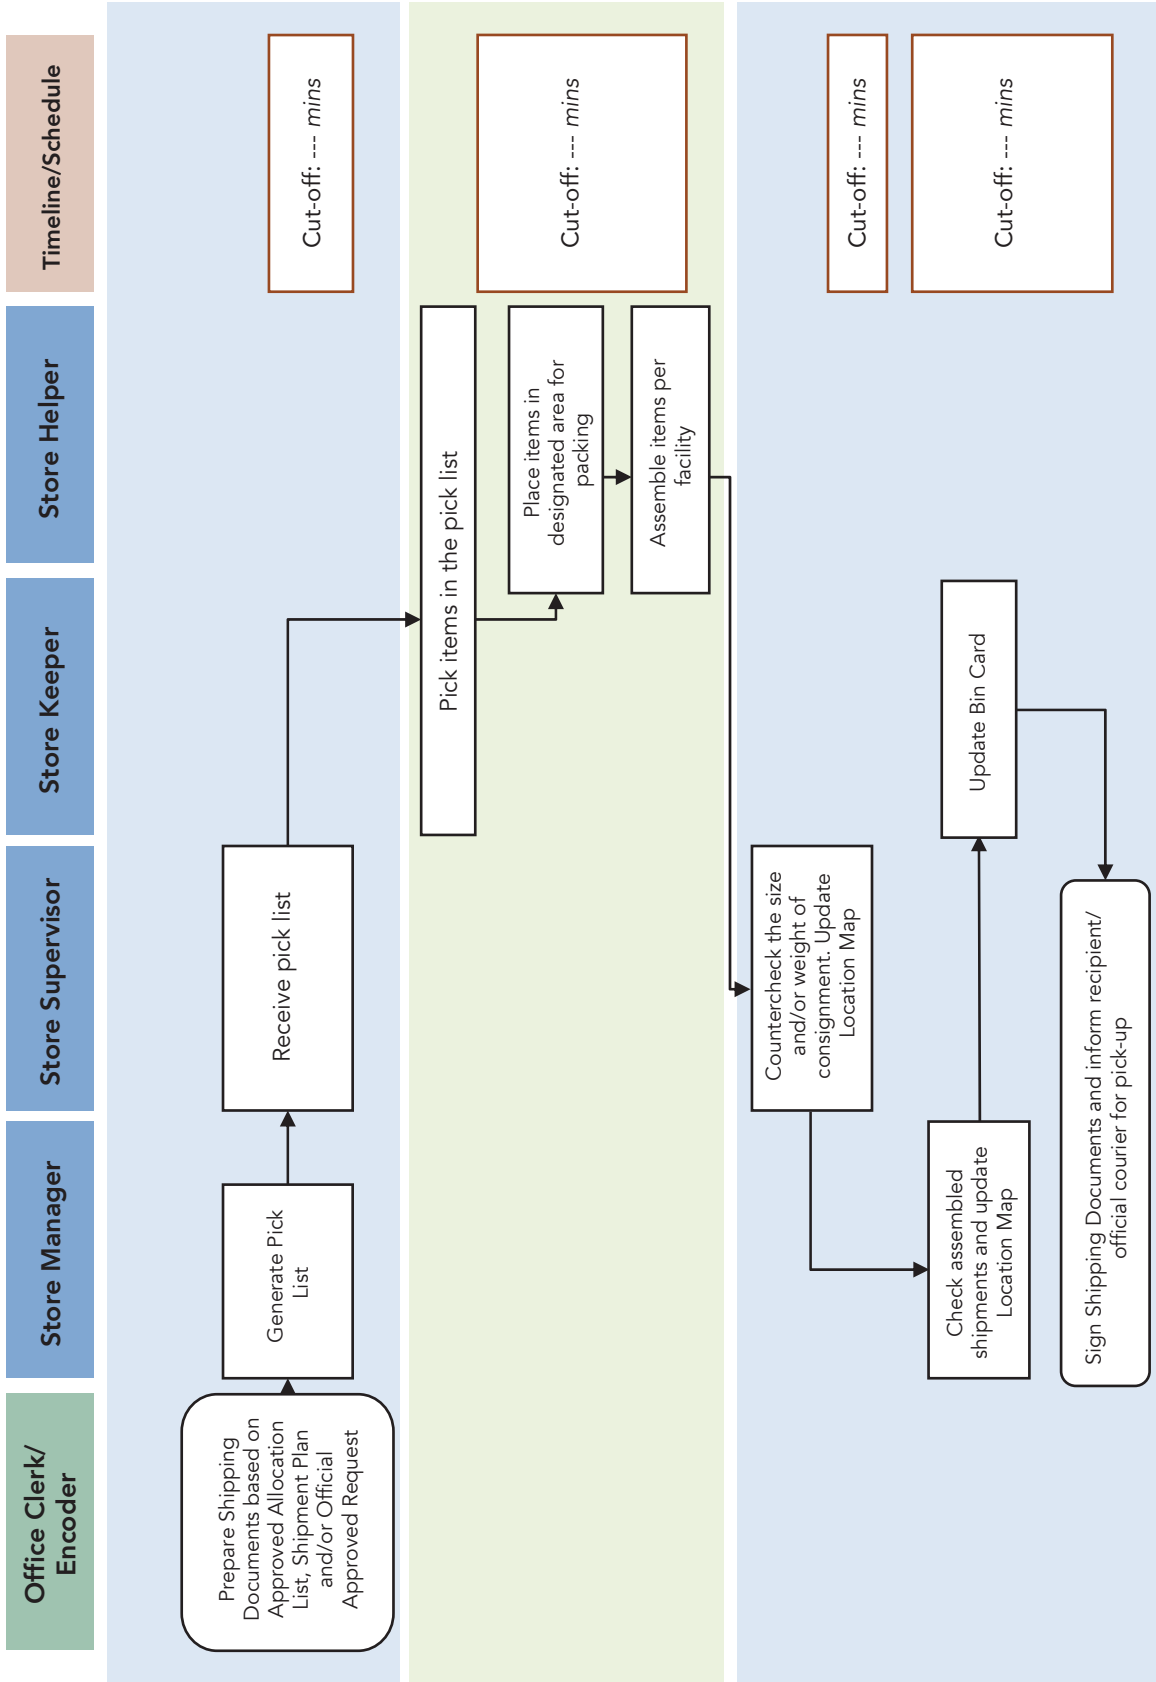 Office Clerk/
Encoder
Store Manager
Store Supervisor
Store Keeper
Store Helper
Timeline/Schedule
Prepare Shipping
Documents based on
Approved Allocation
List, Shipment Plan
and/or Official
Approved Request
Generate Pick
List
Receive pick list
Cut-off: --- mins
Pick items in the pick list
Place items in
designated area for
packing
Assemble items per
facility
Cut-off: --- mins
Countercheck the size
and/or weight of
consignment. Update
Location Map
Cut-off: --- mins
Check assembled
shipments and update
Location Map
Update Bin Card
Sign Shipping Documents and inform recipient/
official courier for pick-up
Cut-off: --- mins